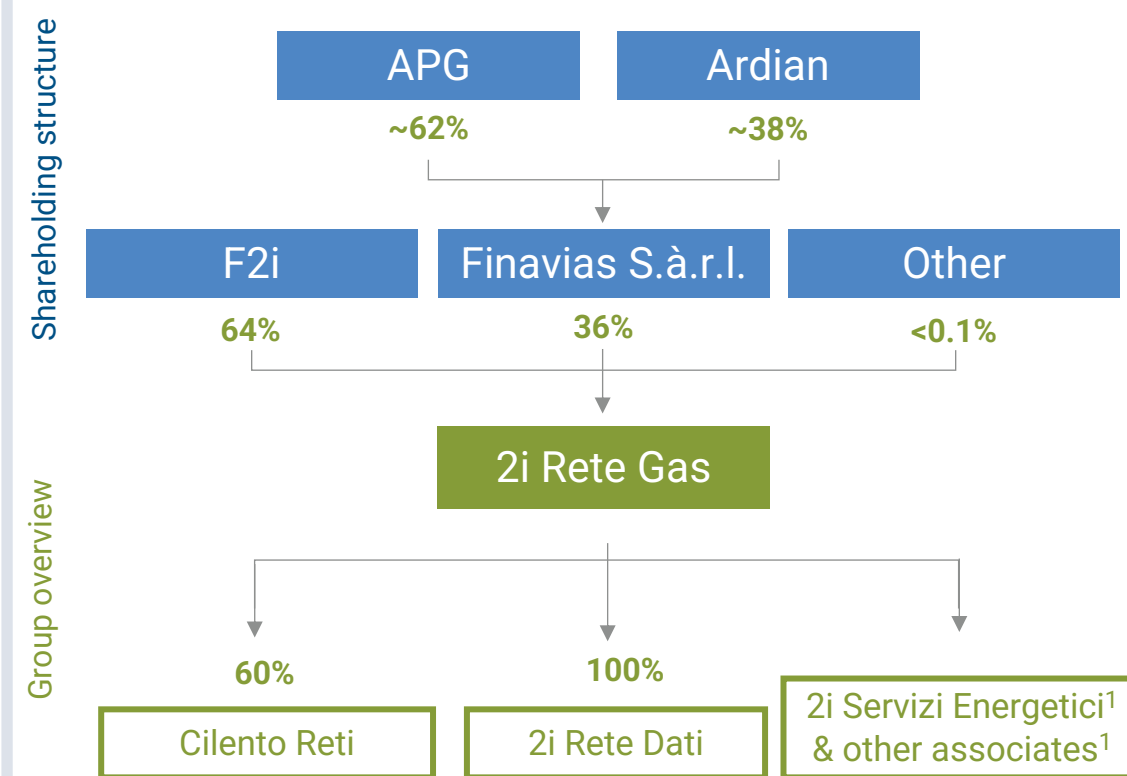 Shareholding structure
APG
Ardian
~62%
~38%
F2i
Finavias S.à.r.l.
Other
64%
36%
<0.1%
Group overview
2i Rete Gas
60%
100%
Cilento Reti
2i Rete Dati
2i Servizi Energetici¹
& other associates¹